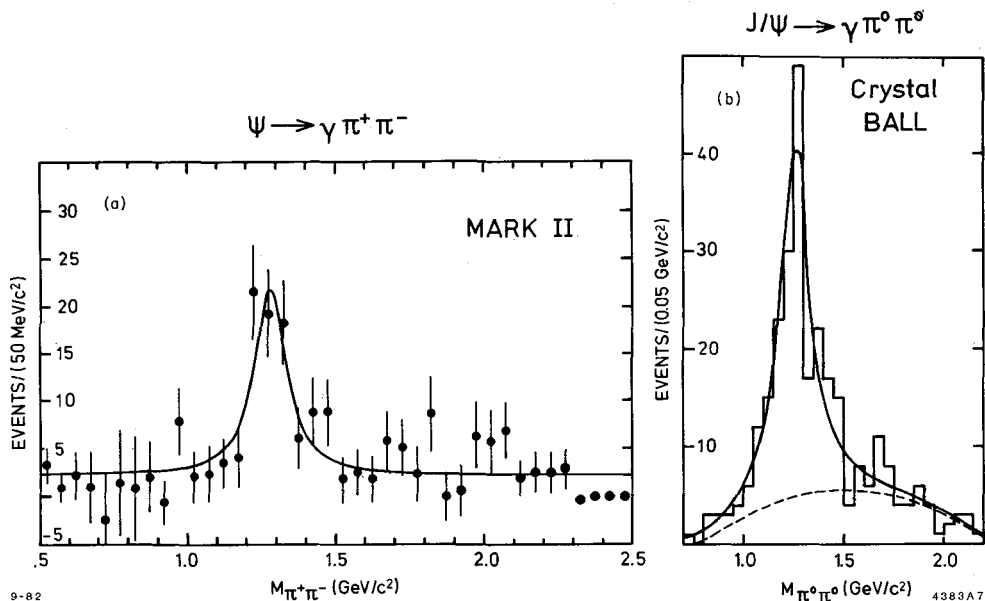 ψ → γ π⁺ π⁻
(a)
MARK II
EVENTS/(50 MeV/c²)
30
25
20
15
10
5
-5
.5
1.0
1.5
2.0
2.5
M π⁺π⁻ (GeV/c²)
9-82
J/ψ → γ π⁰ π⁰
(b)
Crystal
BALL
EVENTS/(0.05 GeV/c²)
40
30
20
10
1.0
1.5
2.0
M π⁰π⁰ (GeV/c²)
4383A7